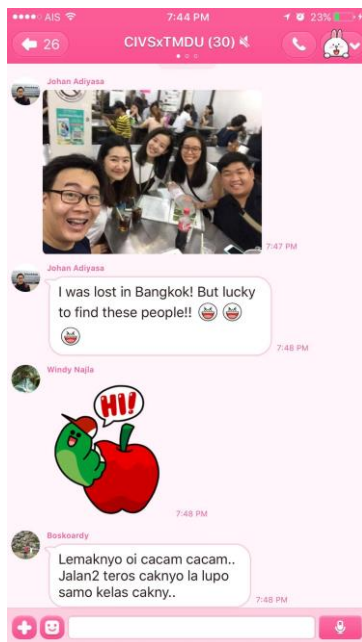 AIS
7:44 PM
23%
26
CIVSxTMDU (30)
Johan Adiyasa
7:47 PM
Johan Adiyasa
I was lost in Bangkok! But lucky
to find these people!!
7:48 PM
Windy Najla
HI!
7:48 PM
Boskoardy
Lemaknyo oi cacam cacam..
Jalan2 teros caknyo la lupo
samo kelas cakny..
7:48 PM